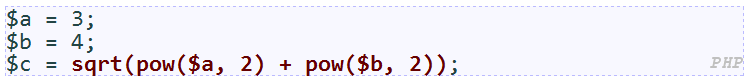 $a = 3;
$b = 4;
$c = sqrt(pow($a, 2) + pow($b, 2));
PHP